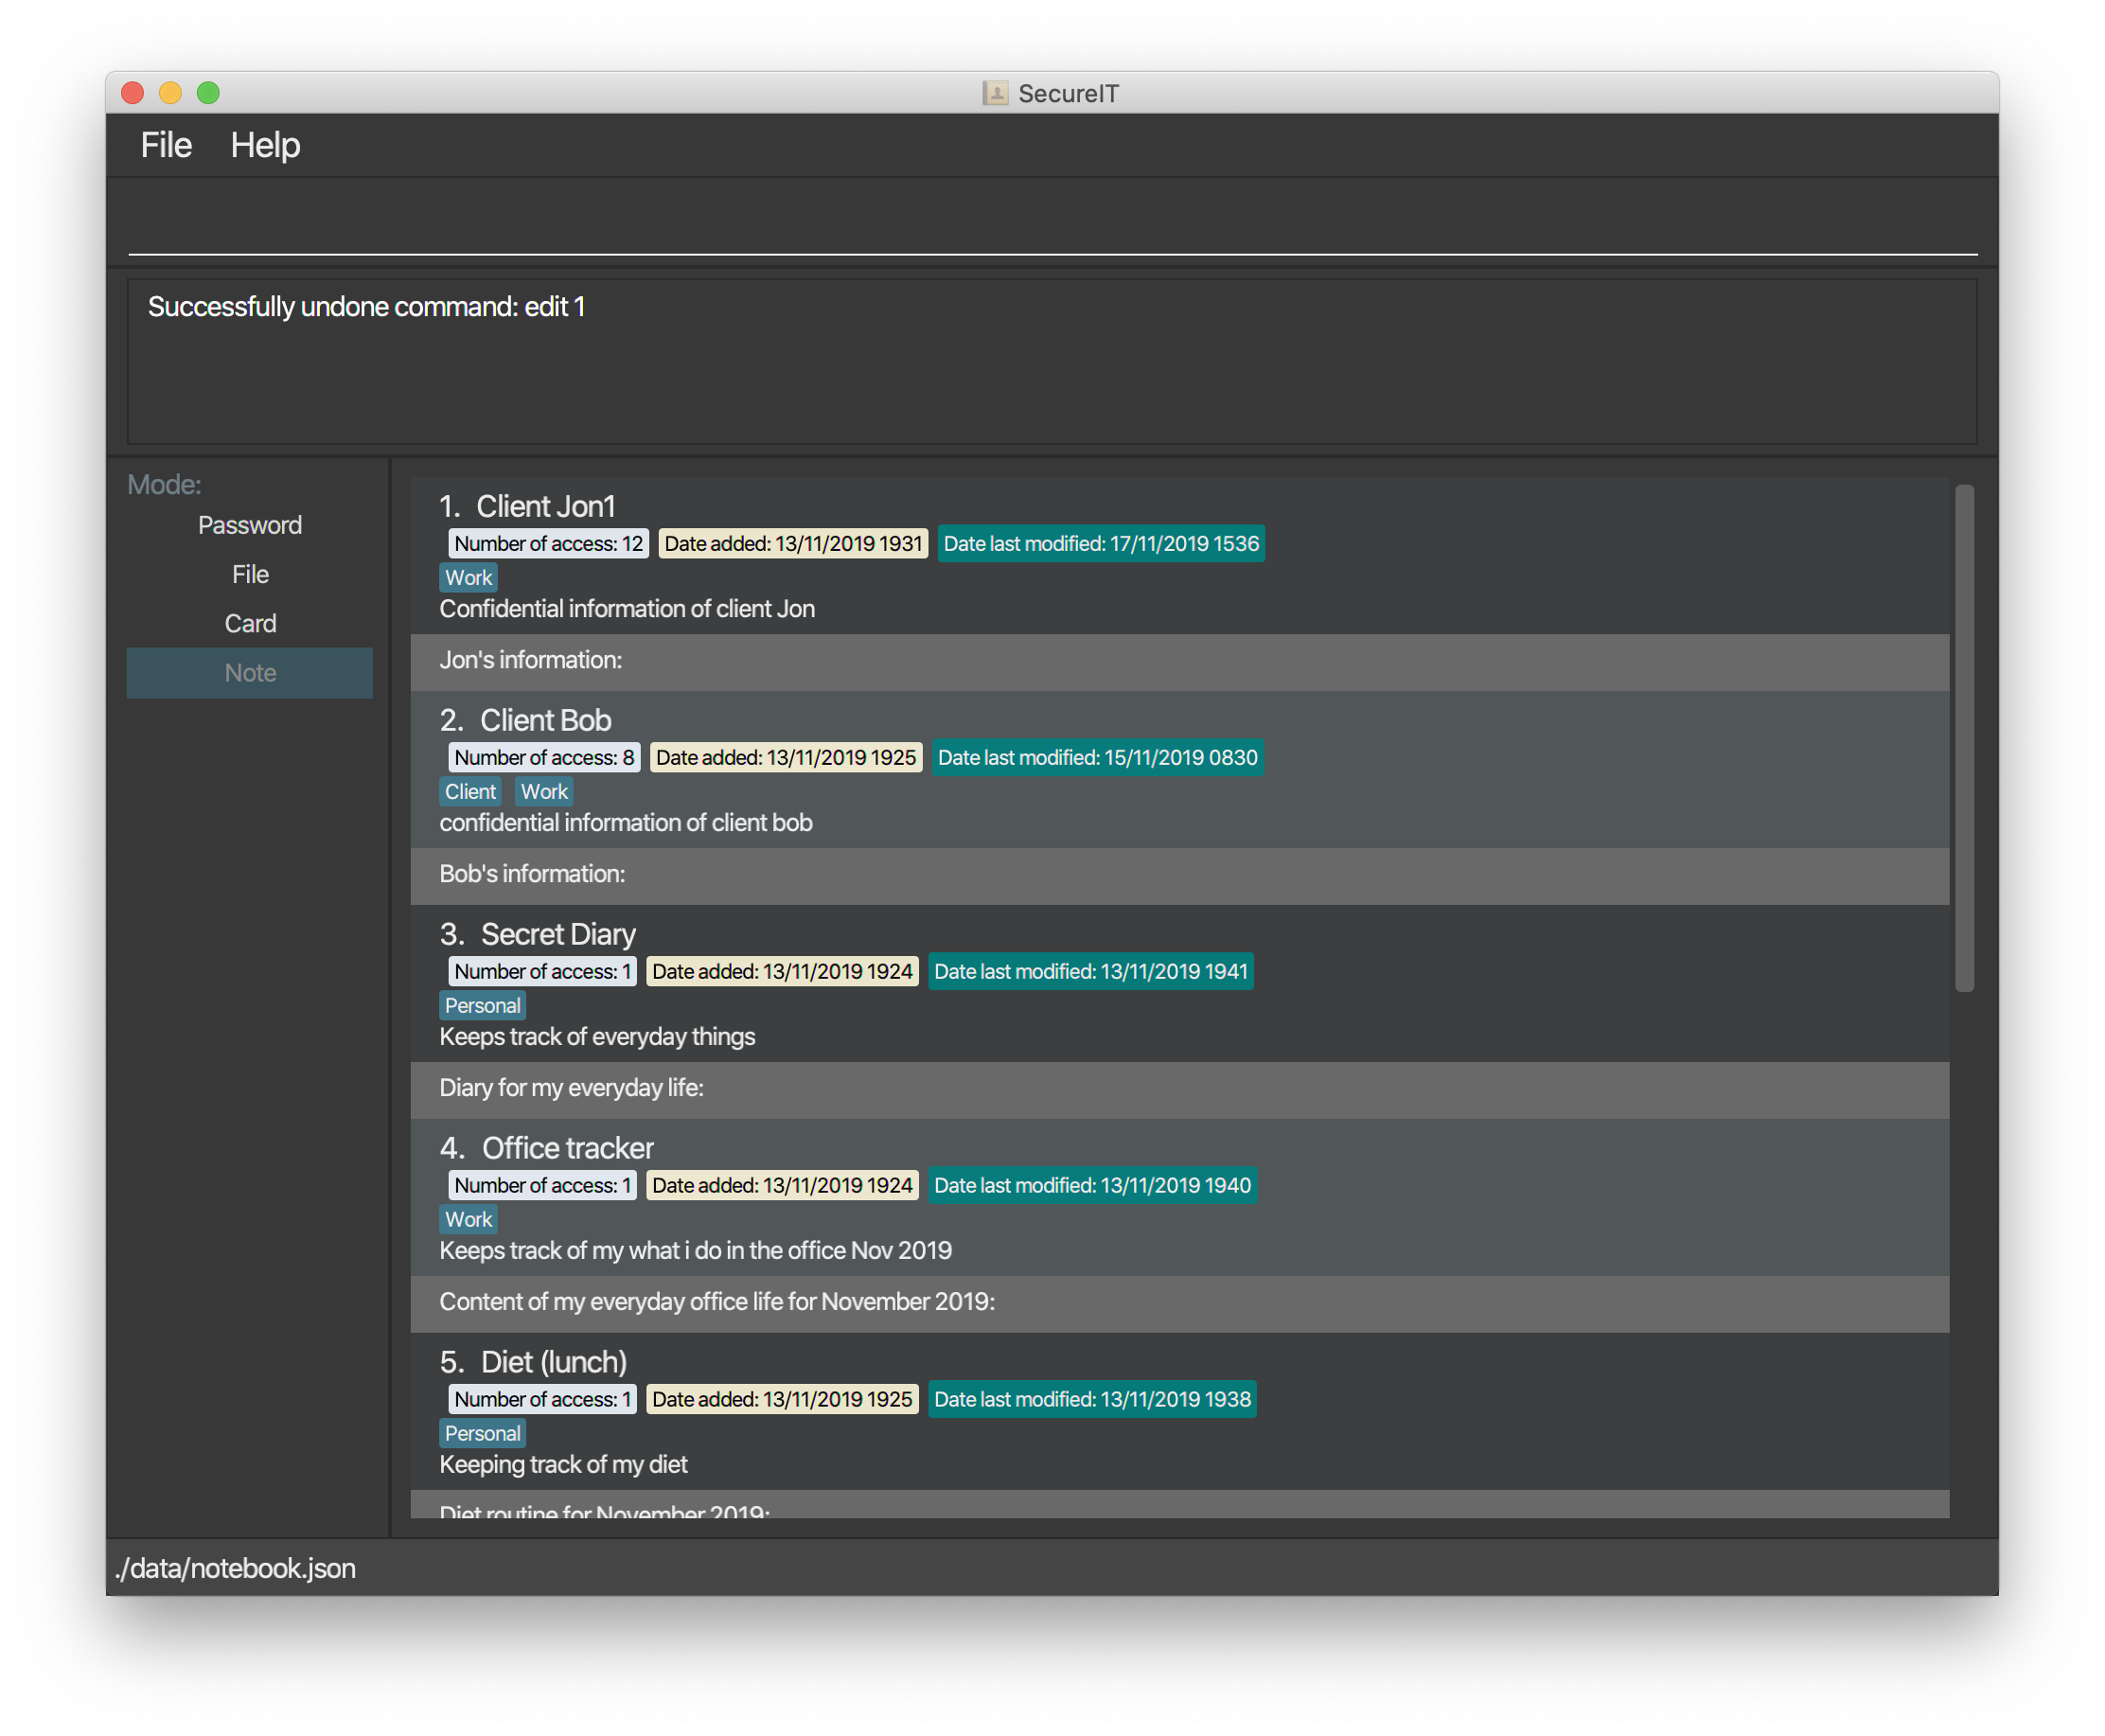 SecureIT
File Help
Successfully undone command: edit 1
Mode:
Password
File
Card
Note
1. Client Jon1
Number of access: 12 Date added: 13/11/2019 1931 Date last modified: 17/11/2019 1536
Work
Confidential information of client Jon
Jon's information:
2. Client Bob
Number of access: 8 Date added: 13/11/2019 1925 Date last modified: 15/11/2019 0830
Client Work
confidential information of client bob
Bob's information:
3. Secret Diary
Number of access: 1 Date added: 13/11/2019 1924 Date last modified: 13/11/2019 1941
Personal
Keeps track of everyday things
Diary for my everyday life:
4. Office tracker
Number of access: 1 Date added: 13/11/2019 1924 Date last modified: 13/11/2019 1940
Work
Keeps track of my what i do in the office Nov 2019
Content of my everyday office life for November 2019:
5. Diet (lunch)
Number of access: 1 Date added: 13/11/2019 1925 Date last modified: 13/11/2019 1938
Personal
Keeping track of my diet
Diet routine for November 2019:
./data/notebook.json